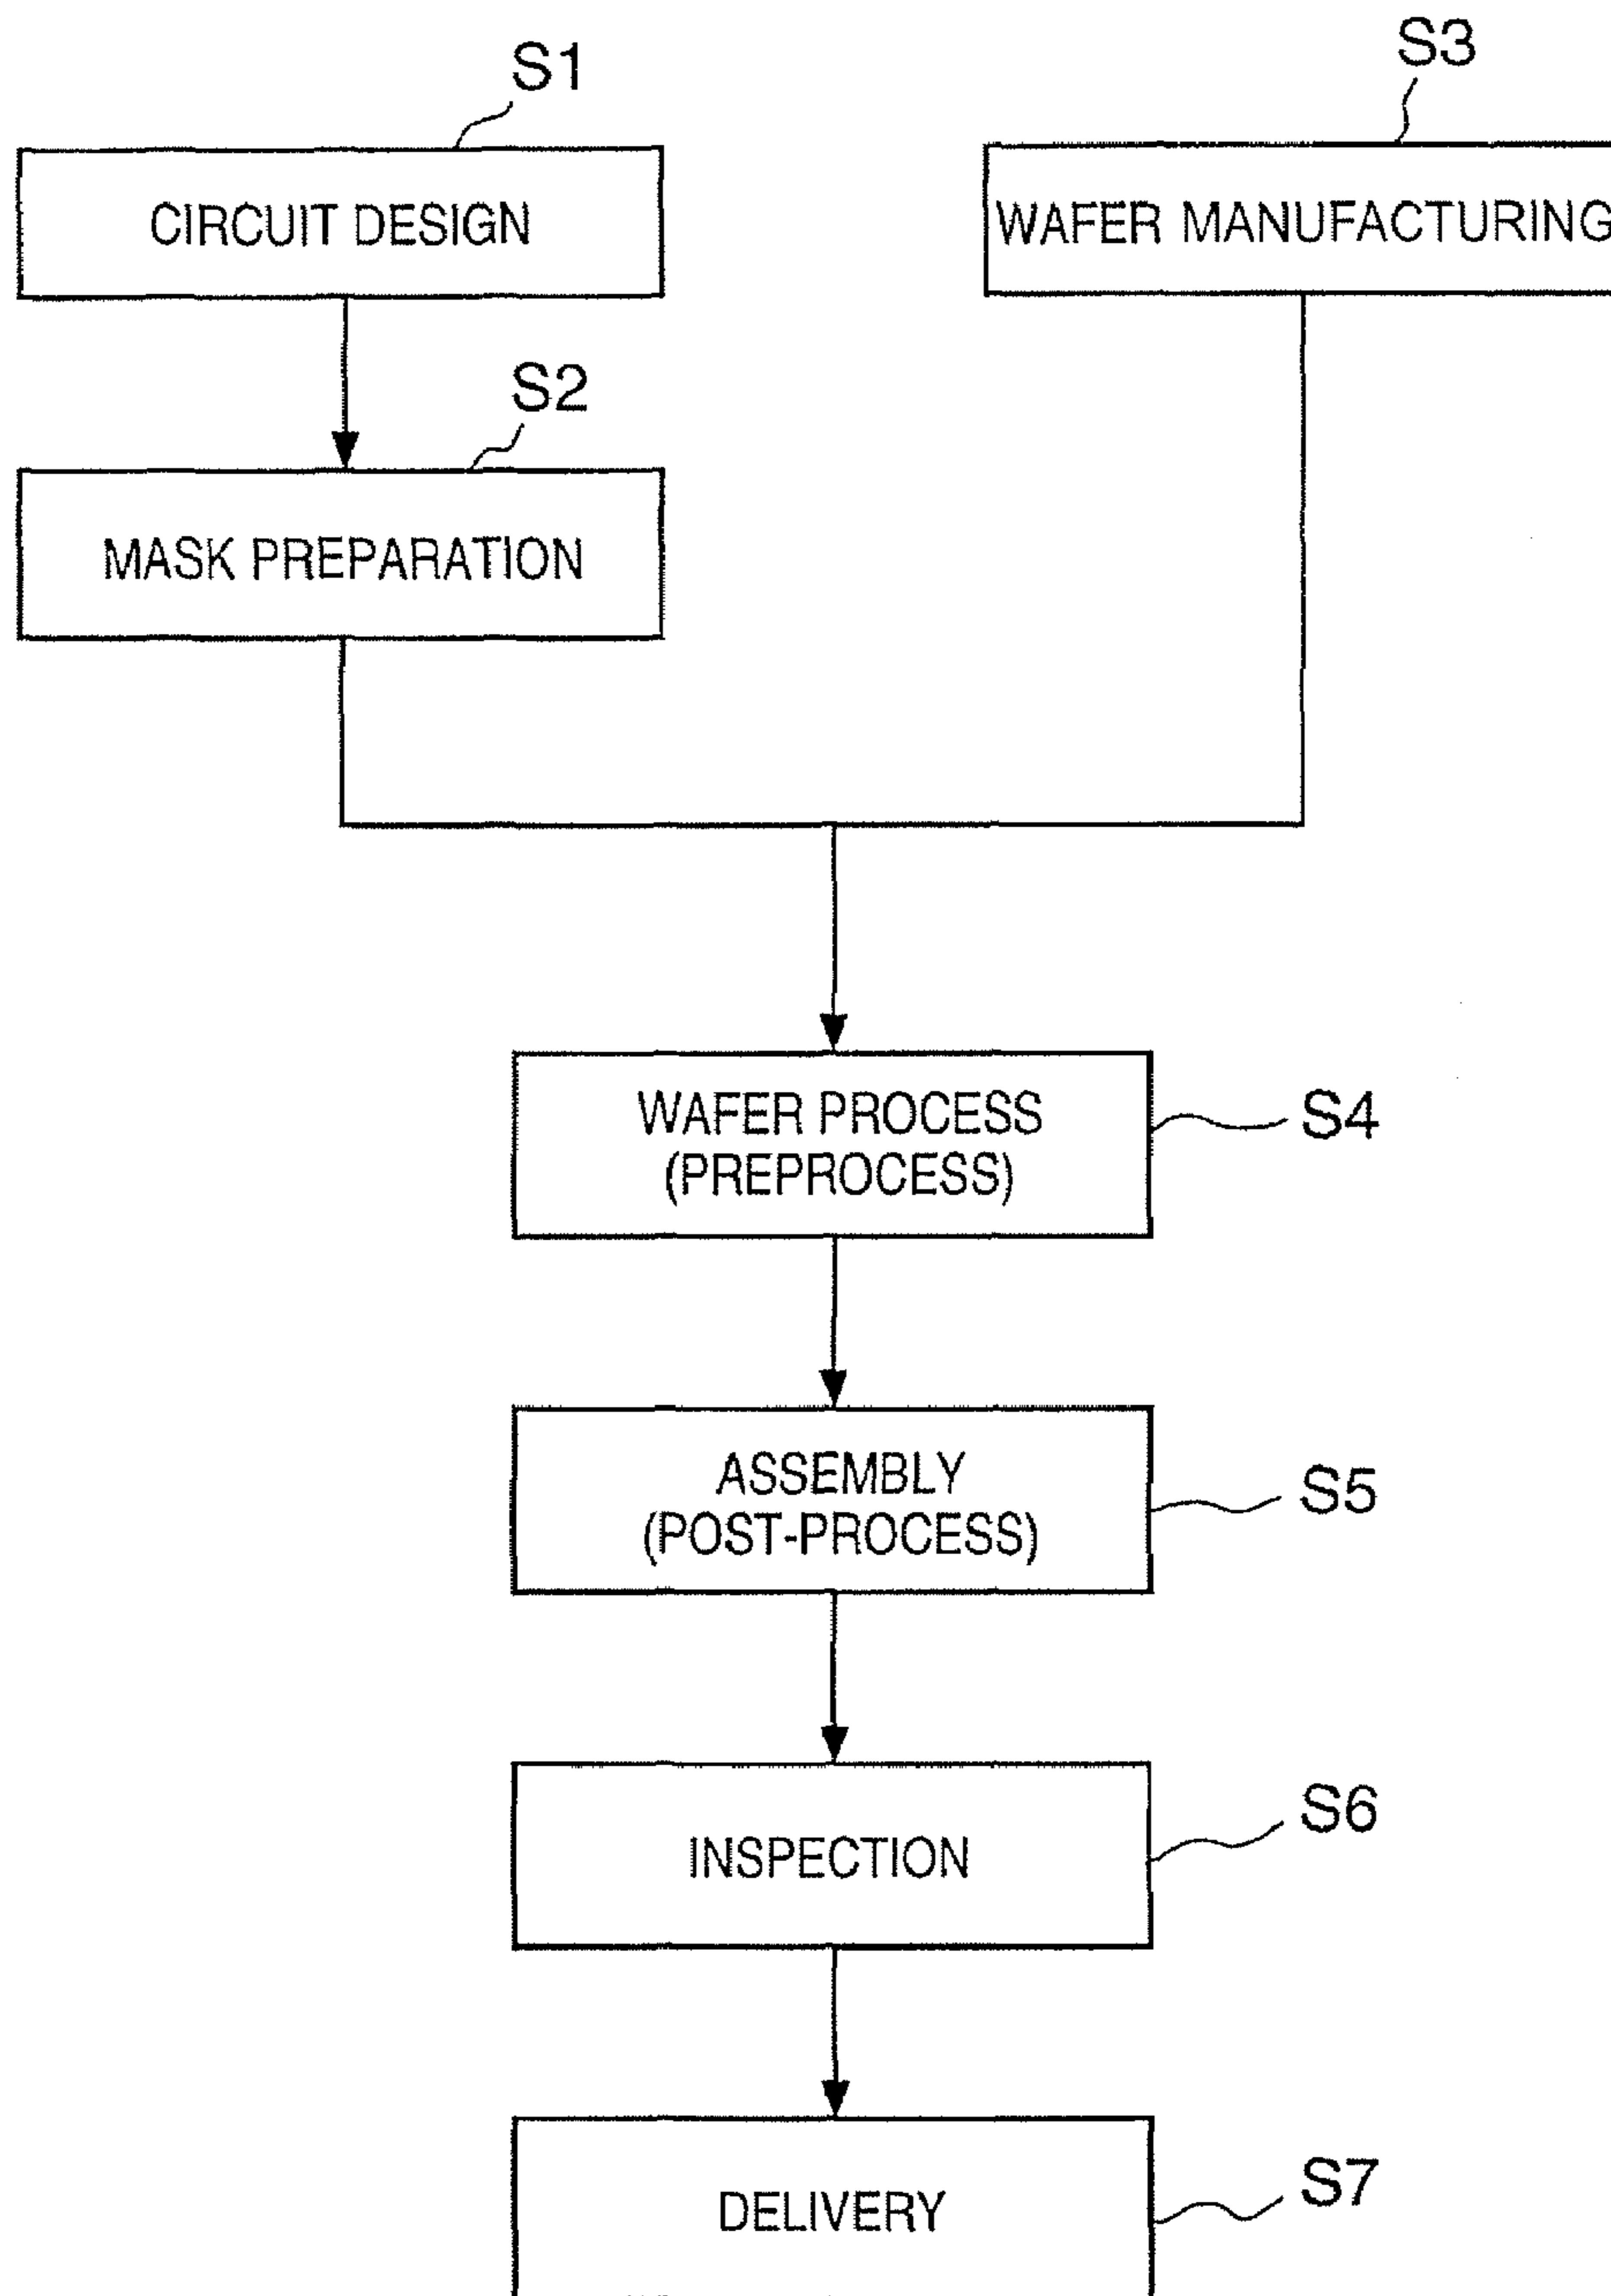 S1
CIRCUIT DESIGN
S3
WAFER MANUFACTURING
S2
MASK PREPARATION
WAFER PROCESS
(PREPROCESS)
S4
ASSEMBLY
(POST-PROCESS)
S5
INSPECTION
S6
DELIVERY
S7